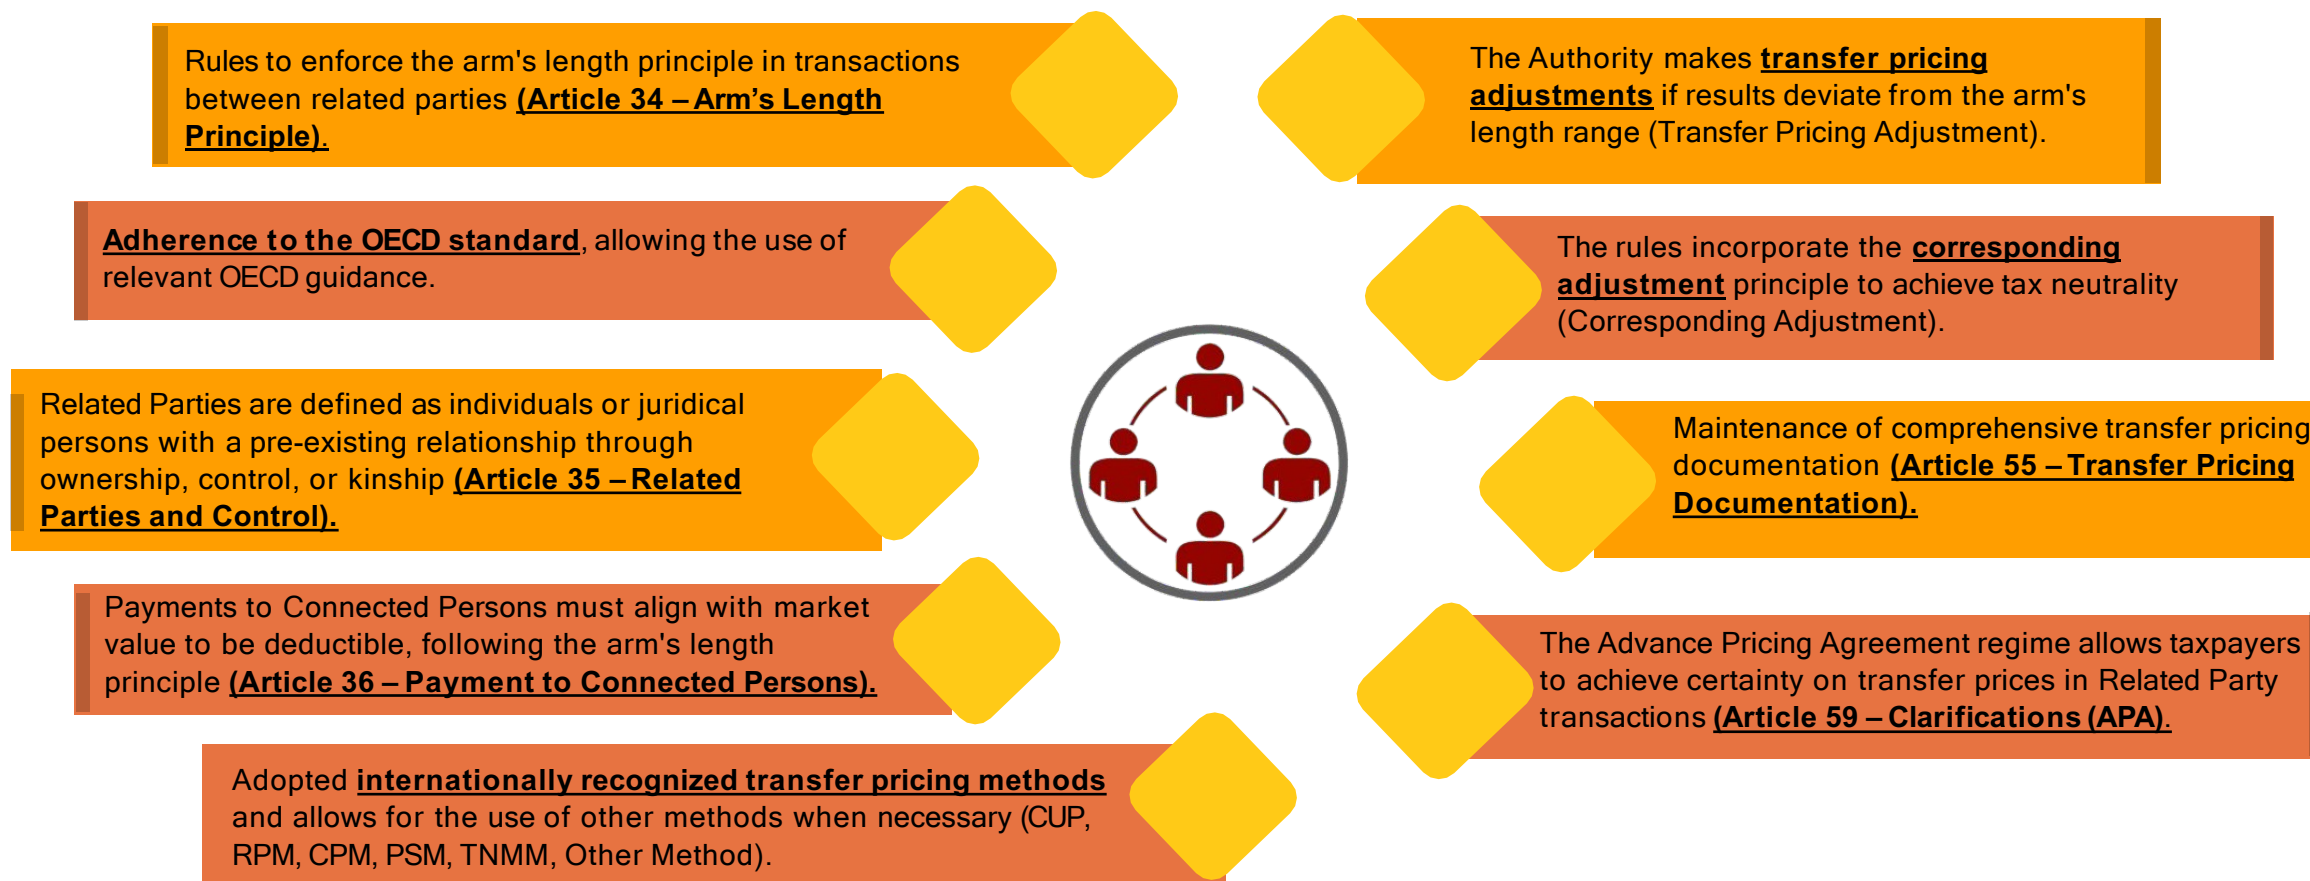 Rules to enforce the arm's length principle in transactions
between related parties (Article 34 – Arm’s Length
Principle).
Adherence to the OECD standard, allowing the use of
relevant OECD guidance.
Related Parties are defined as individuals or juridical
persons with a pre-existing relationship through
ownership, control, or kinship (Article 35 – Related
Parties and Control).
Payments to Connected Persons must align with market
value to be deductible, following the arm's length
principle (Article 36 – Payment to Connected Persons).
Adopted internationally recognized transfer pricing methods
and allows for the use of other methods when necessary (CUP,
RPM, CPM, PSM, TNMM, Other Method).
The Authority makes transfer pricing
adjustments if results deviate from the arm's
length range (Transfer Pricing Adjustment).
The rules incorporate the corresponding
adjustment principle to achieve tax neutrality
(Corresponding Adjustment).
Maintenance of comprehensive transfer pricing
documentation (Article 55 – Transfer Pricing
Documentation).
The Advance Pricing Agreement regime allows taxpayers
to achieve certainty on transfer prices in Related Party
transactions (Article 59 – Clarifications (APA).